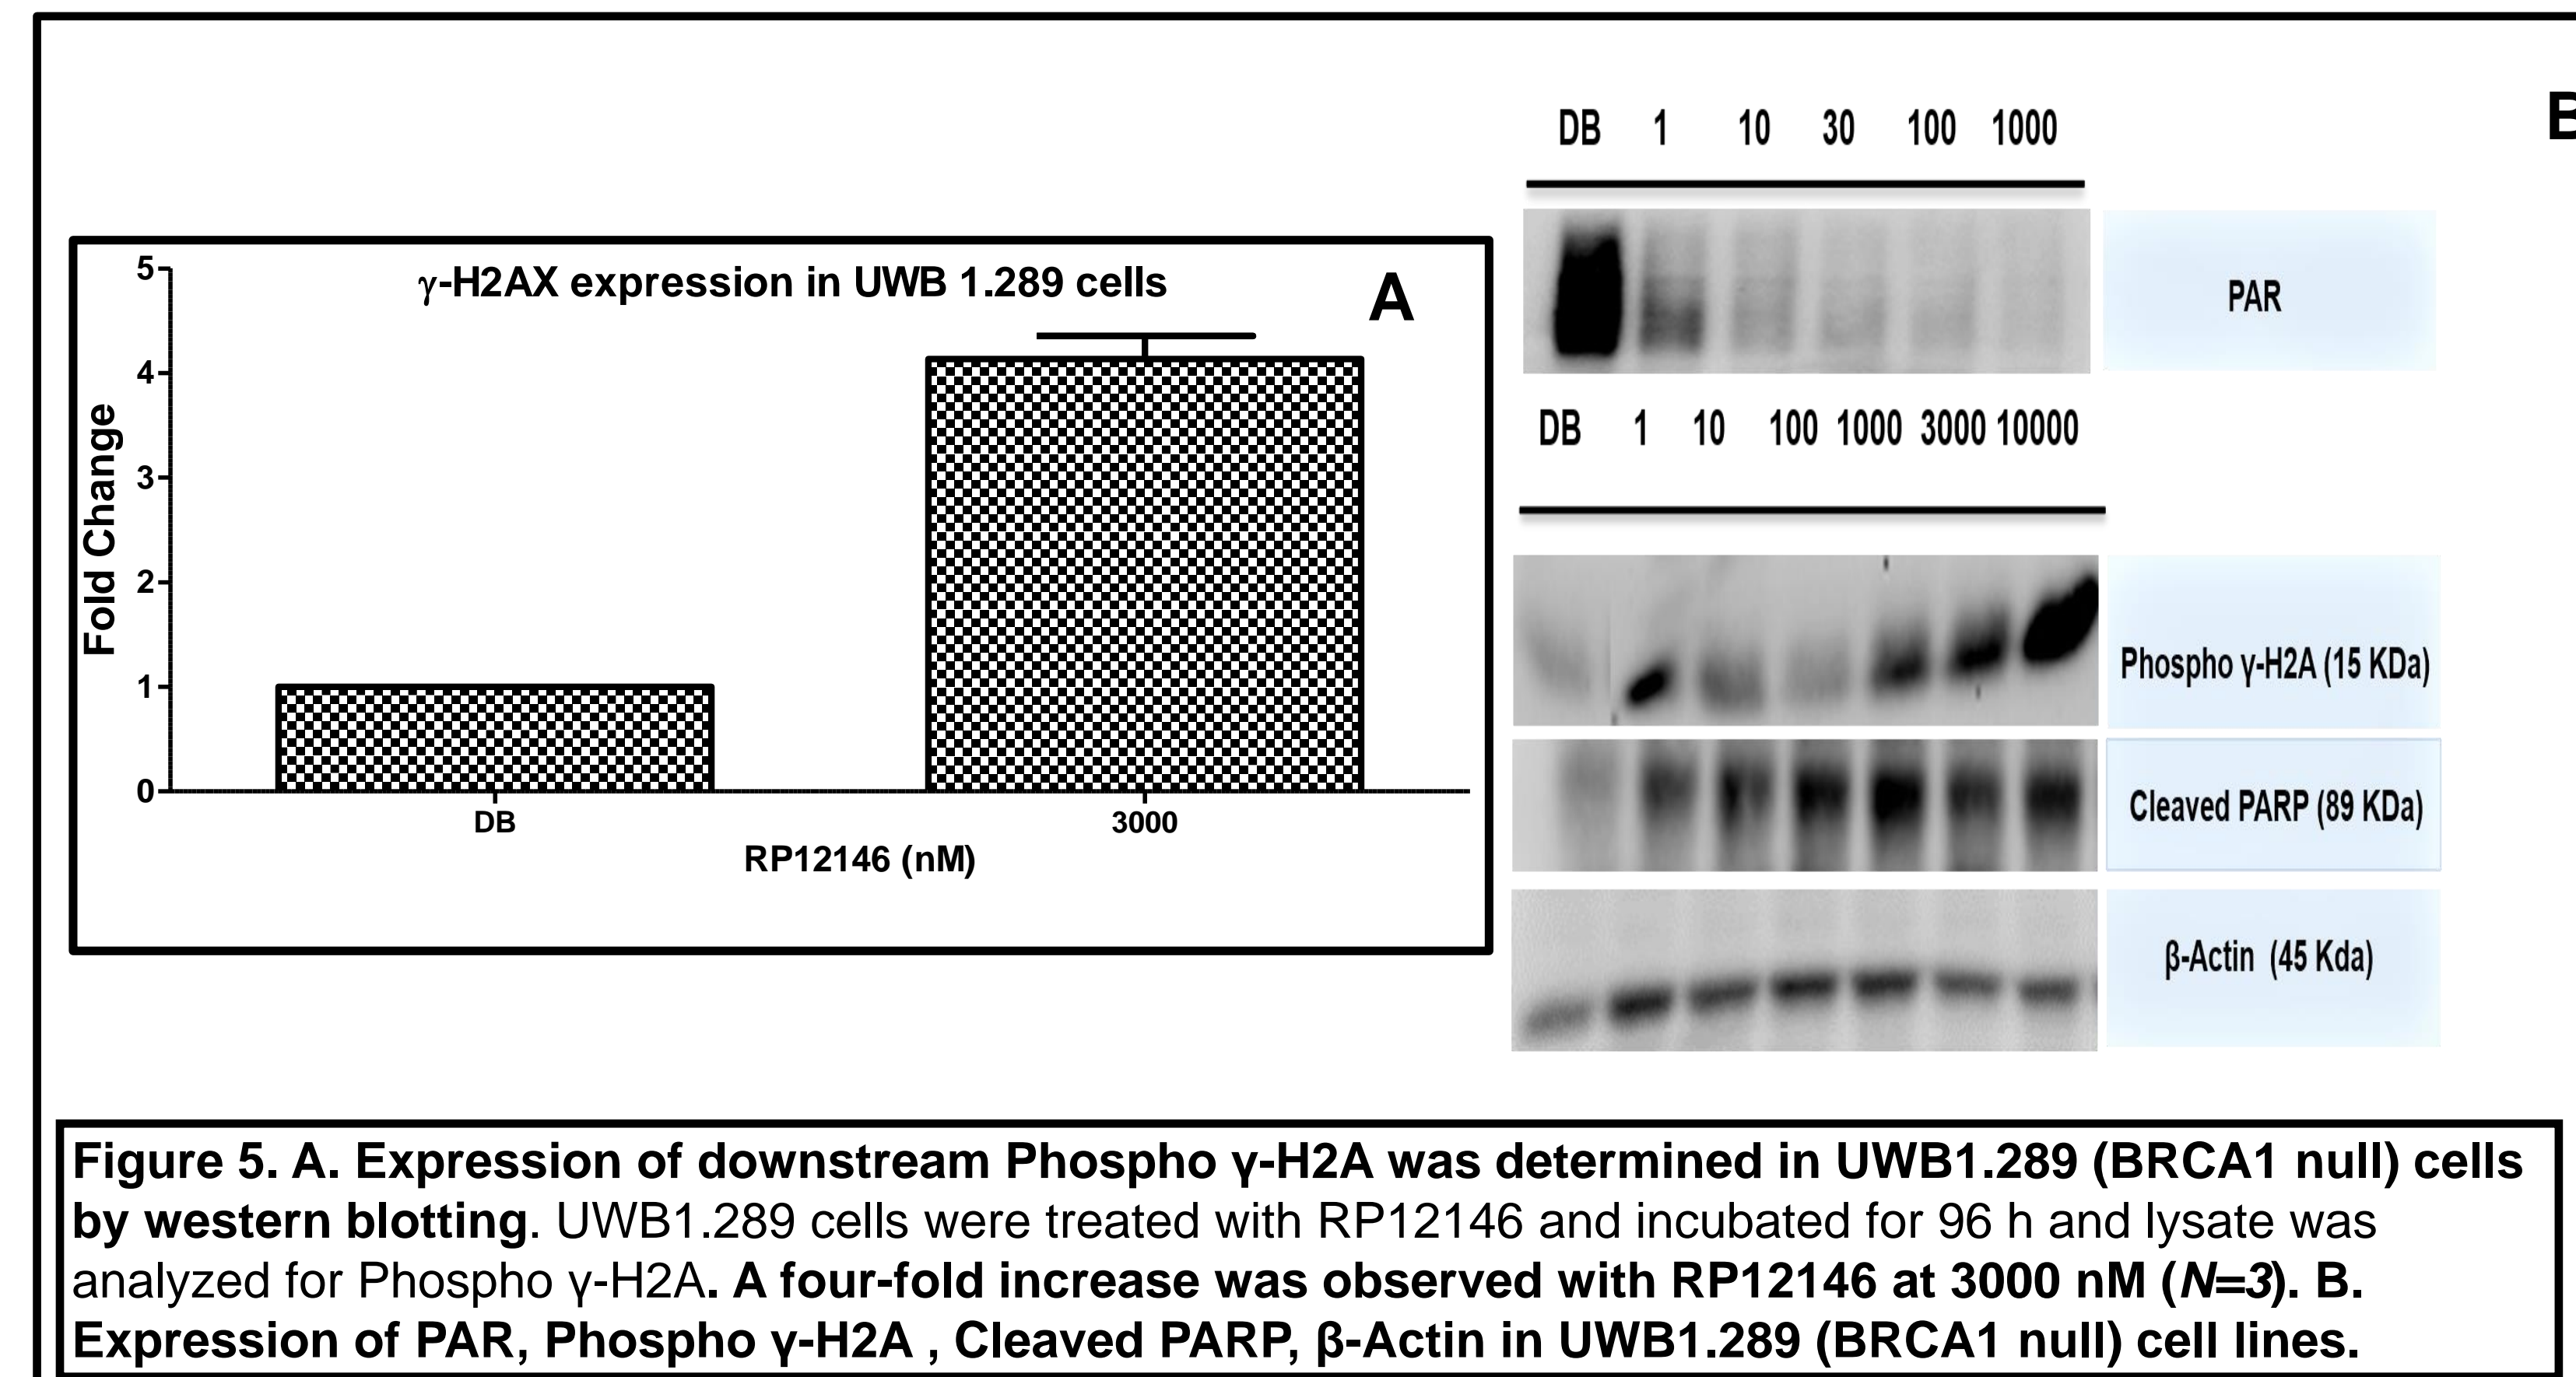 γ-H2AX expression in UWB 1.289 cells
A
Fold Change
5
4
3
2
1
0
DB 3000
RP12146 (nM)
B
DB 1 10 30 100 1000
PAR
DB 1 10 100 1000 3000 10000
Phospho γ-H2A (15 KDa)
Cleaved PARP (89 KDa)
β-Actin (45 Kda)
Figure 5. A. Expression of downstream Phospho γ-H2A was determined in UWB1.289 (BRCA1 null) cells
by western blotting. UWB1.289 cells were treated with RP12146 and incubated for 96 h and lysate was
analyzed for Phospho γ-H2A. A four-fold increase was observed with RP12146 at 3000 nM (N=3). B.
Expression of PAR, Phospho γ-H2A , Cleaved PARP, β-Actin in UWB1.289 (BRCA1 null) cell lines.